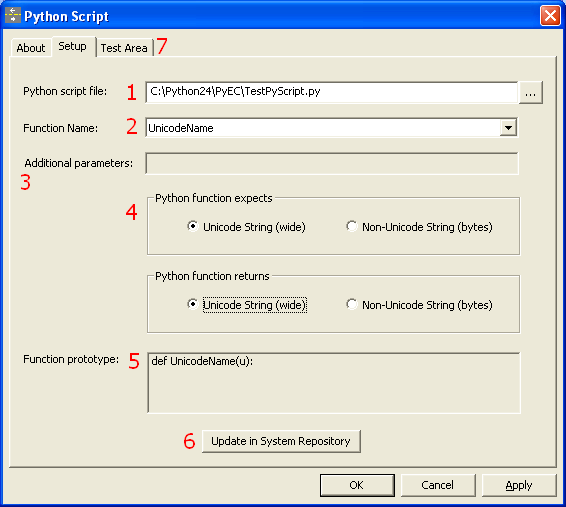 Python Script
About Setup Test Area 7
Python script file: 1 C:\Python24\PyEC\TestPyScript.py ...
Function Name: 2 UnicodeName
Additional parameters:
3
Python function expects
4 Unicode String (wide) Non-Unicode String (bytes)
Python function returns
Unicode String (wide) Non-Unicode String (bytes)
Function prototype: 5 def UnicodeName(u):
6 Update in System Repository
OK Cancel Apply